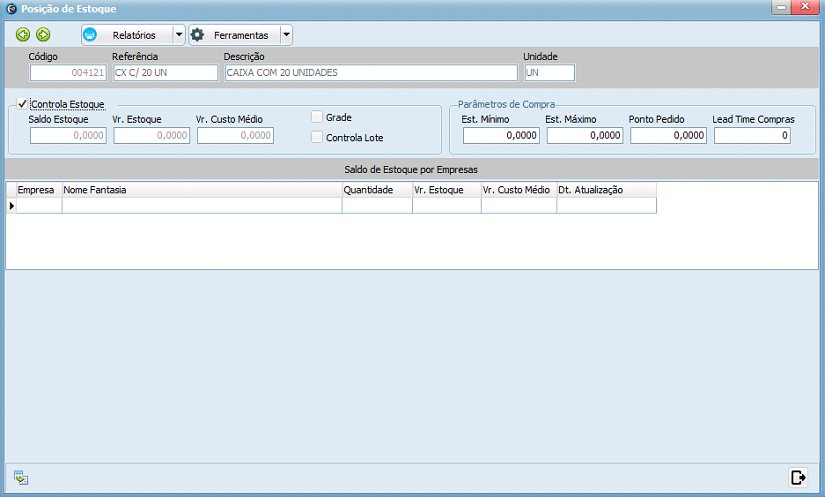 Posição de Estoque
Relatórios Ferramentas
Código Referência Descrição Unidade
004121 CX C/ 20 UN CAIXA COM 20 UNIDADES UN
Controla Estoque Parâmetros de Compra
Saldo Estoque Vr. Estoque Vr. Custo Médio Grade Est. Mínimo Est. Máximo Ponto Pedido Lead Time Compras
0,0000 0,0000 0,0000 Controla Lote 0,0000 0,0000 0,0000 0
Saldo de Estoque por Empresas
Empresa Nome Fantasia Quantidade Vr. Estoque Vr. Custo Médio Dt. Atualização